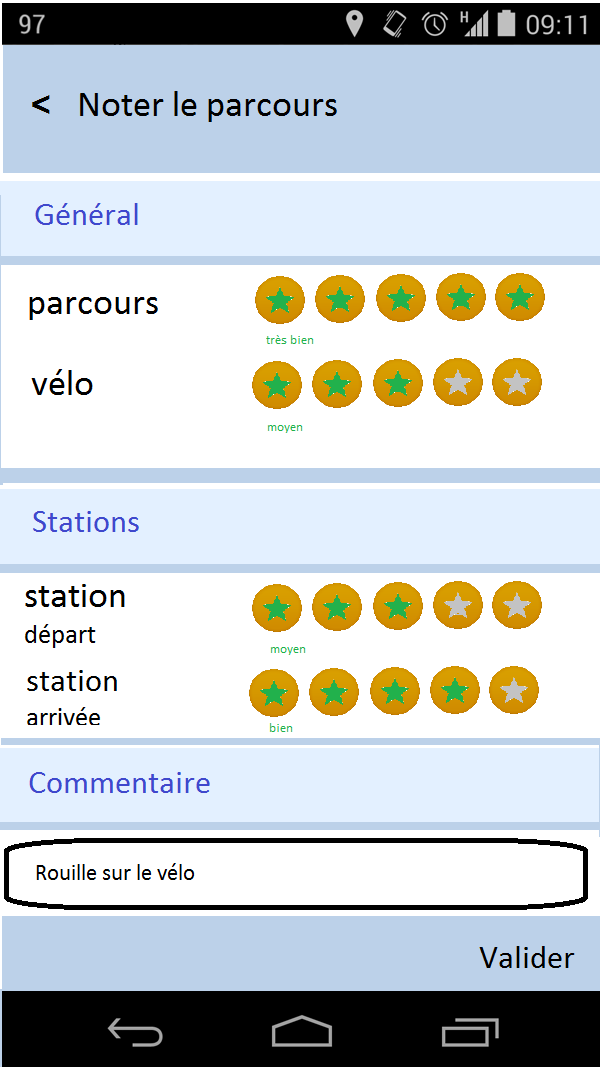 97
H
09:11
< Noter le parcours
Général
parcours
très bien
vélo
moyen
Stations
station
départ
moyen
station
arrivée
bien
Commentaire
Rouille sur le vélo
Valider